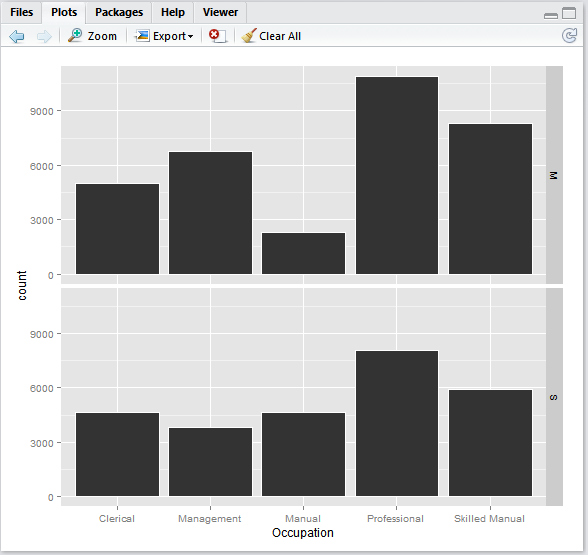 Files Plots Packages Help Viewer
Zoom Export Clear All
9000
6000
3000
0
M
count
9000
6000
3000
0
S
Clerical Management Manual Professional Skilled Manual
Occupation